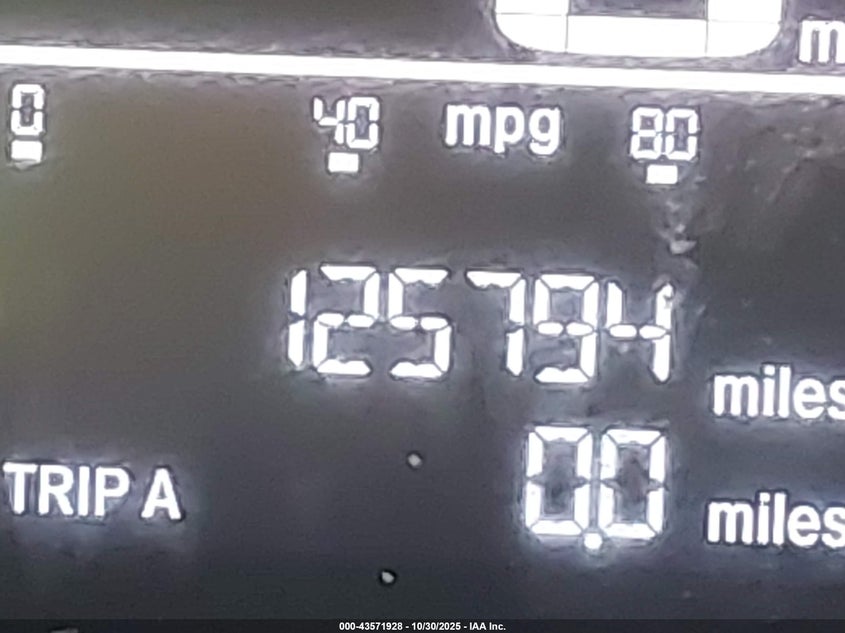 0 40 mpg 80
125794 miles
TRIP A 0.0 miles
000-43571928 - 10/30/2025 - IAA Inc.